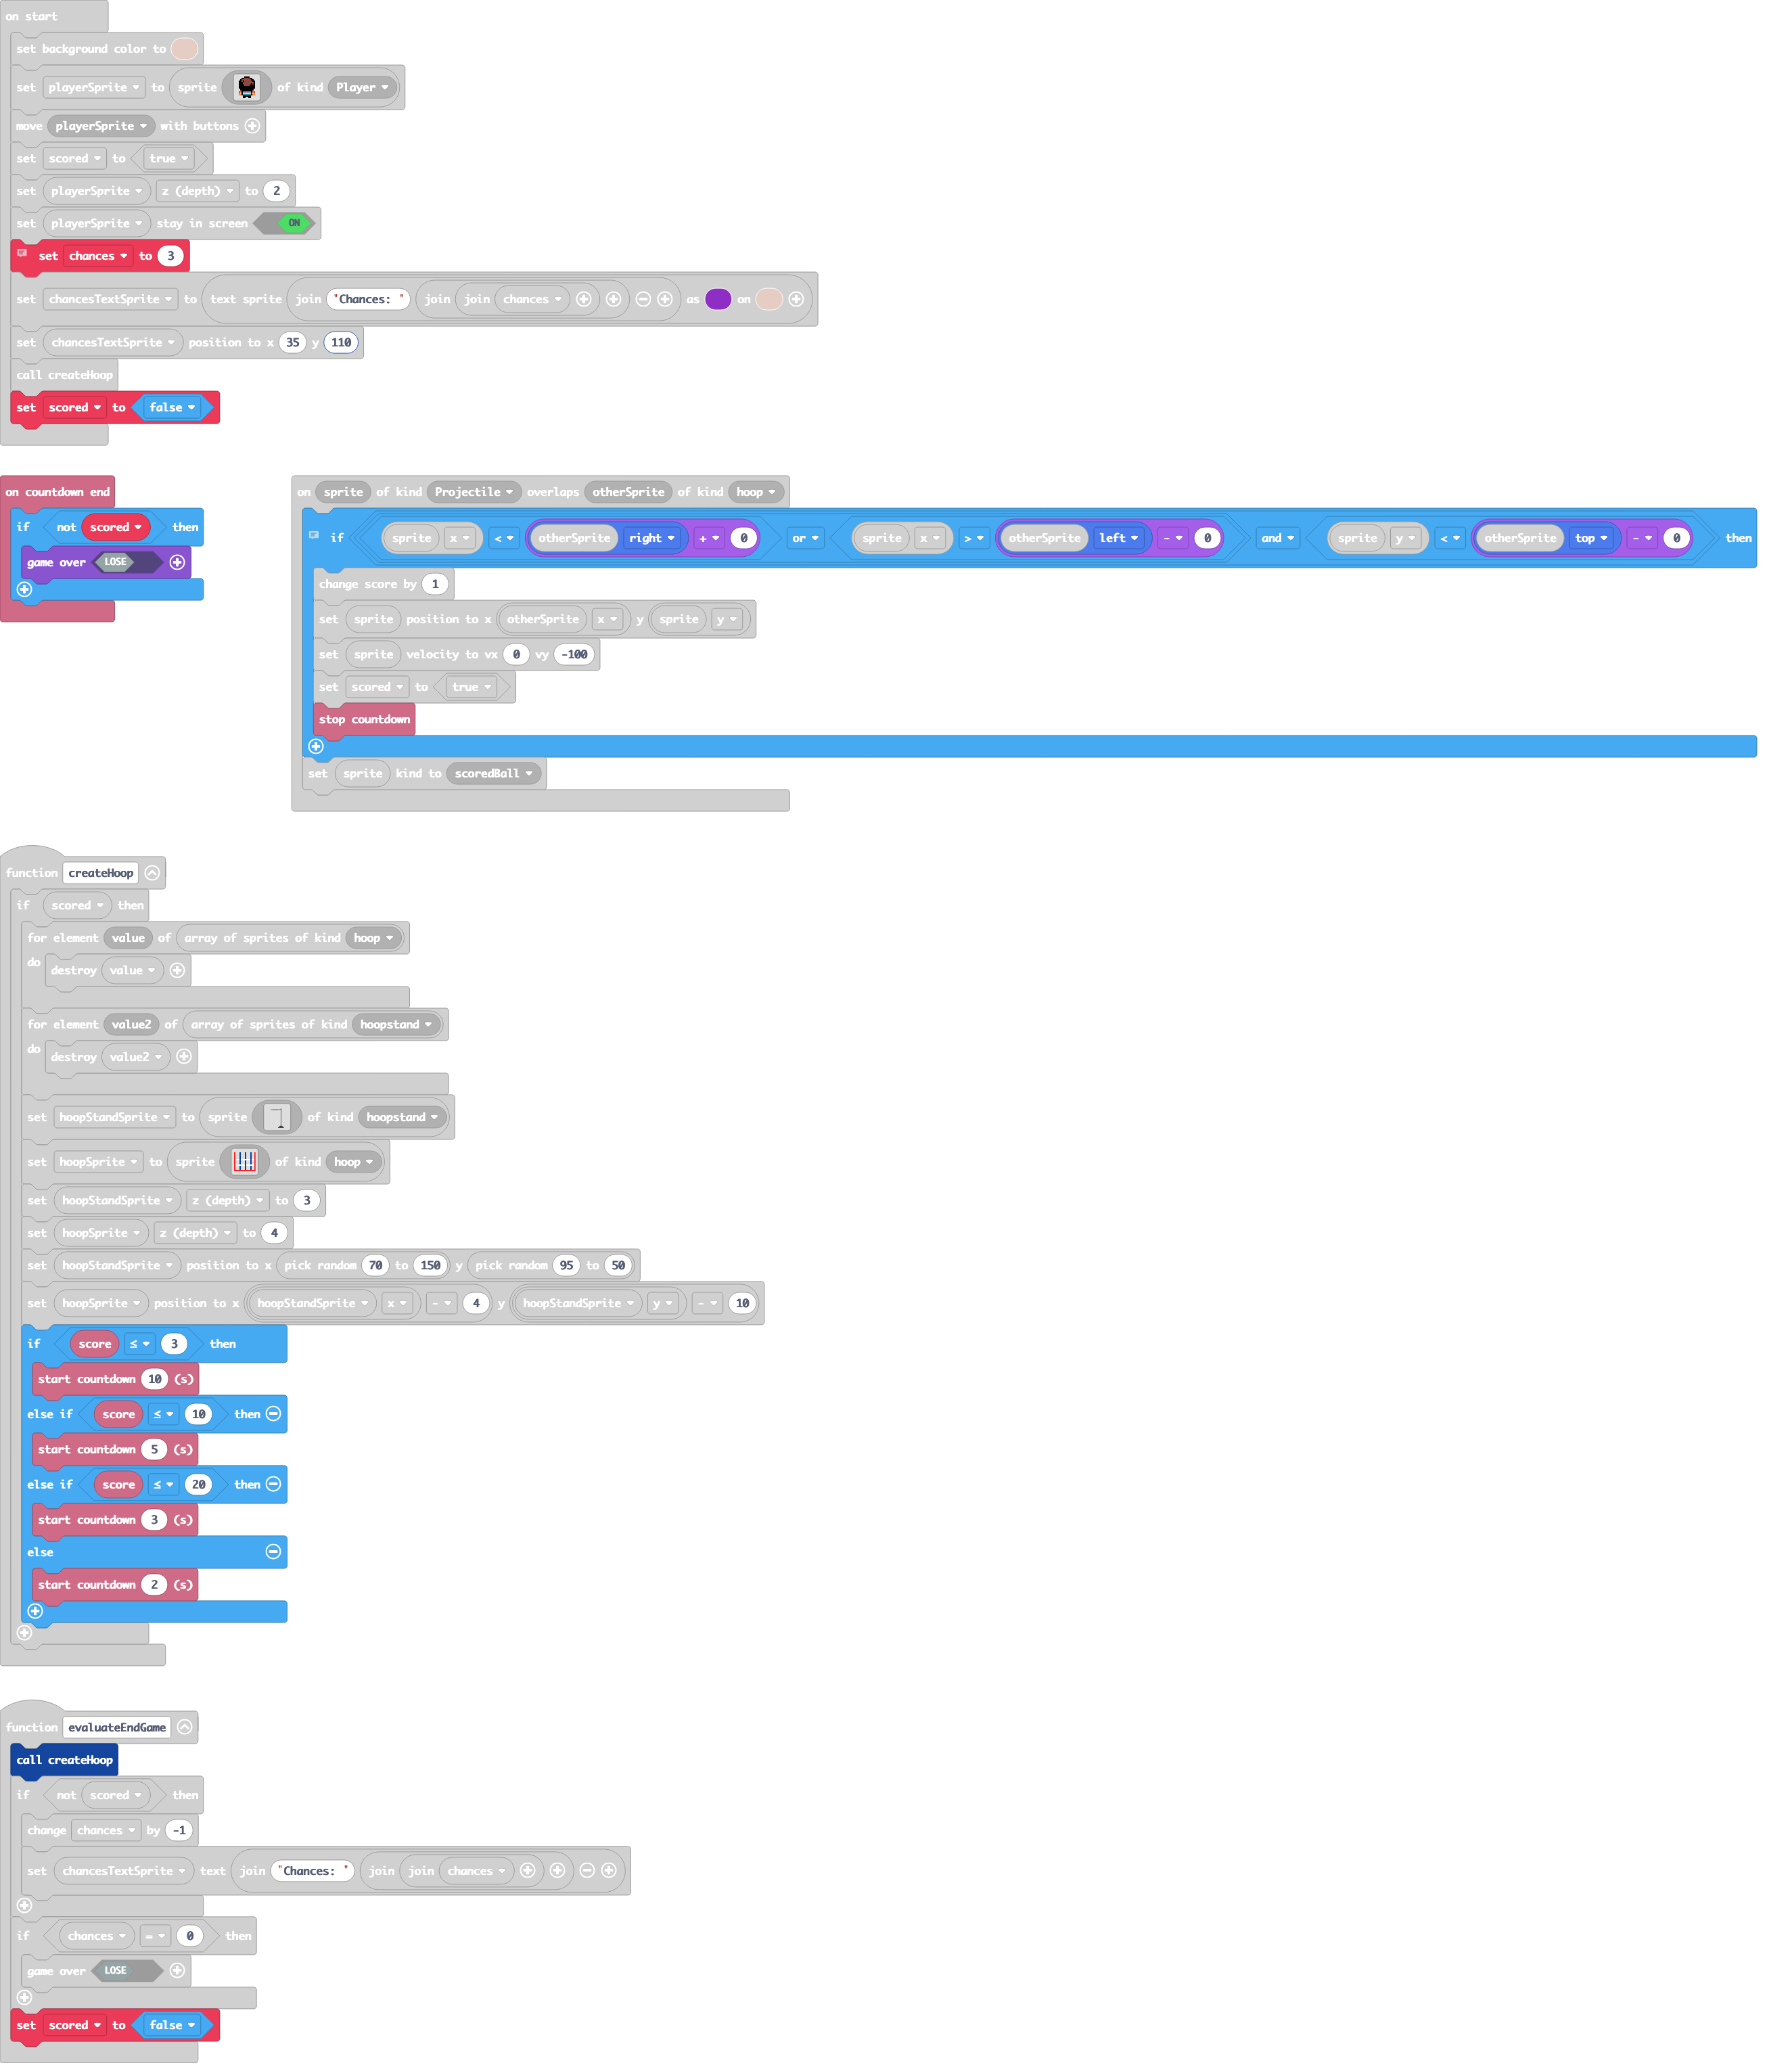 on start
set background color to
set playerSprite to sprite of kind Player
move playerSprite with buttons
set scored to true
set playerSprite z (depth) to 2
set playerSprite stay in screen ON
set chances to 3
set chancesTextSprite to text sprite join "Chances: " join join chances as on
set chancesTextSprite position to x 35 y 110
call createHoop
set scored to false
on countdown end
if not scored then
game over LOSE
on sprite of kind Projectile overlaps otherSprite of kind hoop
if sprite x < otherSprite right + 0 or sprite x > otherSprite left - 0 and sprite y < otherSprite top - 0 then
change score by 1
set sprite position to x otherSprite x y sprite y
set sprite velocity to vx 0 vy -100
set scored to true
stop countdown
set sprite kind to scoredBall
function createHoop
if scored then
for element value of array of sprites of kind hoop
do
destroy value
for element value2 of array of sprites of kind hoopstand
do
destroy value2
set hoopStandSprite to sprite of kind hoopstand
set hoopSprite to sprite of kind hoop
set hoopStandSprite z (depth) to 3
set hoopSprite z (depth) to 4
set hoopStandSprite position to x pick random 70 to 150 y pick random 95 to 50
set hoopSprite position to x hoopStandSprite x - 4 y hoopStandSprite y - 10
if score ≤ 3 then
start countdown 10 (s)
else if score ≤ 10 then
start countdown 5 (s)
else if score ≤ 20 then
start countdown 3 (s)
else
start countdown 2 (s)
function evaluateEndGame
call createHoop
if not scored then
change chances by -1
set chancesTextSprite text join "Chances: " join join chances
if chances = 0 then
game over LOSE
set scored to false